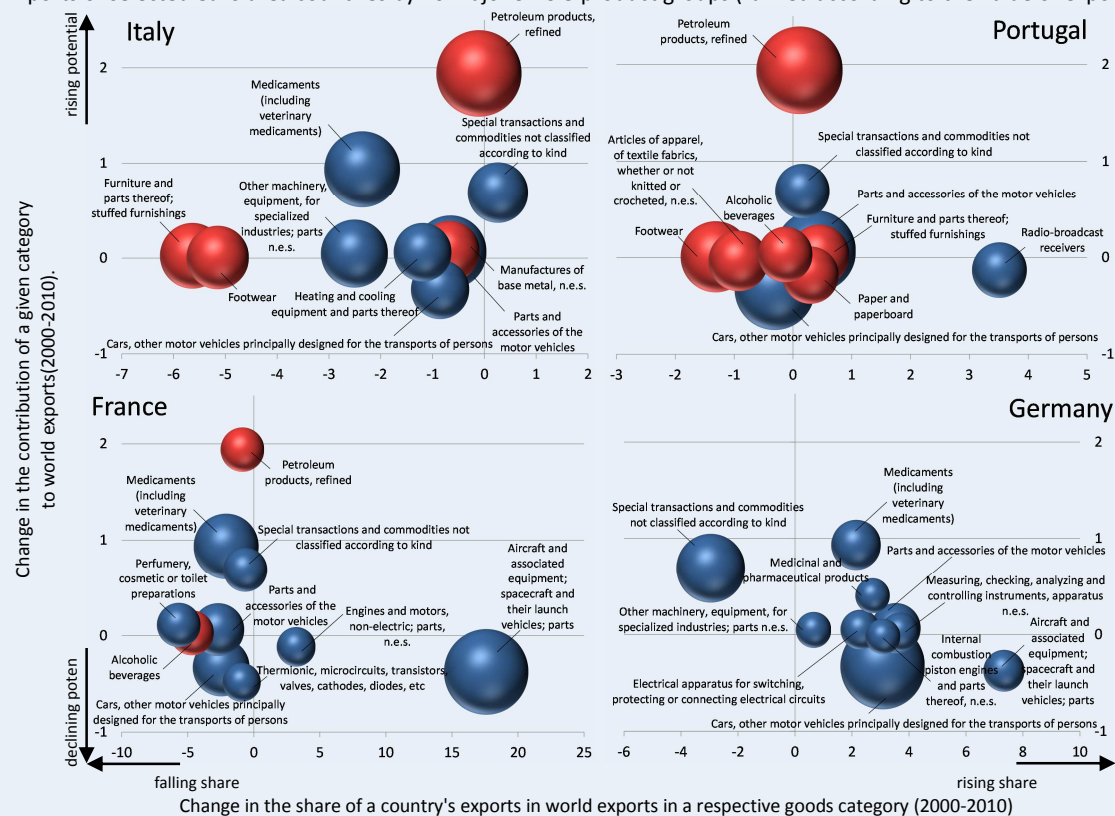 Italy
rising potential
2
1
0
-1
Petroleum products,
refined
Medicaments
(including
veterinary
medicaments)
Special transactions and
commodities not classified
according to kind
Furniture and
parts thereof;
stuffed furnishings
Other machinery,
equipment, for
specialized
industries; parts
n.e.s.
Footwear
Heating and cooling
equipment and parts thereof
Manufactures of
base metal, n.e.s.
Parts and
accessories of the
motor vehicles
Cars, other motor vehicles principally designed for the transports of persons
-7 -6 -5 -4 -3 -2 -1 0 1 2
Portugal
2
1
0
-1
Petroleum
products, refined
Articles of apparel,
of textile fabrics,
whether or not
knitted or
crocheted, n.e.s.
Special transactions and commodities not
classified according to kind
Alcoholic
beverages
Parts and accessories of the motor vehicles
Footwear
Furniture and parts thereof;
stuffed furnishings
Radio-broadcast
receivers
Paper and
paperboard
Cars, other motor vehicles principally designed for the transports of persons
-3 -2 -1 0 1 2 3 4 5
Change in the contribution of a given category
to world exports(2000-2010).
France
2
1
0
-1
Petroleum
products, refined
Medicaments
(including
veterinary
medicaments)
Special transactions and commodities not
classified according to kind
Aircraft and
associated
equipment;
spacecraft and
their launch
vehicles; parts
Perfumery,
cosmetic or toilet
preparations
Parts and
accessories of the
motor vehicles
Engines and motors,
non-electric; parts,
n.e.s.
Alcoholic
beverages
Thermionic, microcircuits, transistors,
valves, cathodes, diodes, etc
Cars, other motor vehicles principally
designed for the transports of persons
declining poten
-10 -5 0 5 10 15 20 25
falling share
Germany
2
1
0
-1
Medicaments
(including
veterinary
medicaments)
Special transactions and commodities
not classified according to kind
Parts and accessories of the motor vehicles
Medicinal and
pharmaceutical products
Measuring, checking, analyzing and
controlling instruments, apparatus
n.e.s.
Other machinery, equipment, for
specialized industries; parts n.e.s.
Aircraft and
associated
equipment;
spacecraft and
their launch
vehicles; parts
Internal
combustion
piston engines
and parts
thereof, n.e.s.
Electrical apparatus for switching,
protecting or connecting electrical circuits
Cars, other motor vehicles principally designed for the transports of persons
-6 -4 -2 0 2 4 6 8 10
rising share
Change in the share of a country's exports in world exports in a respective goods category (2000-2010)